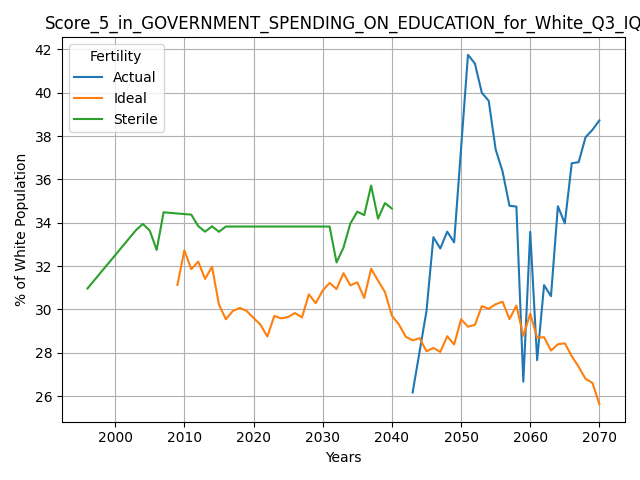 Score_5_in_GOVERNMENT_SPENDING_ON_EDUCATION_for_White_Q3_IQ
Fertility
Actual
Ideal
Sterile
% of White Population
42
40
38
36
34
32
30
28
26
2000 2010 2020 2030 2040 2050 2060 2070
Years